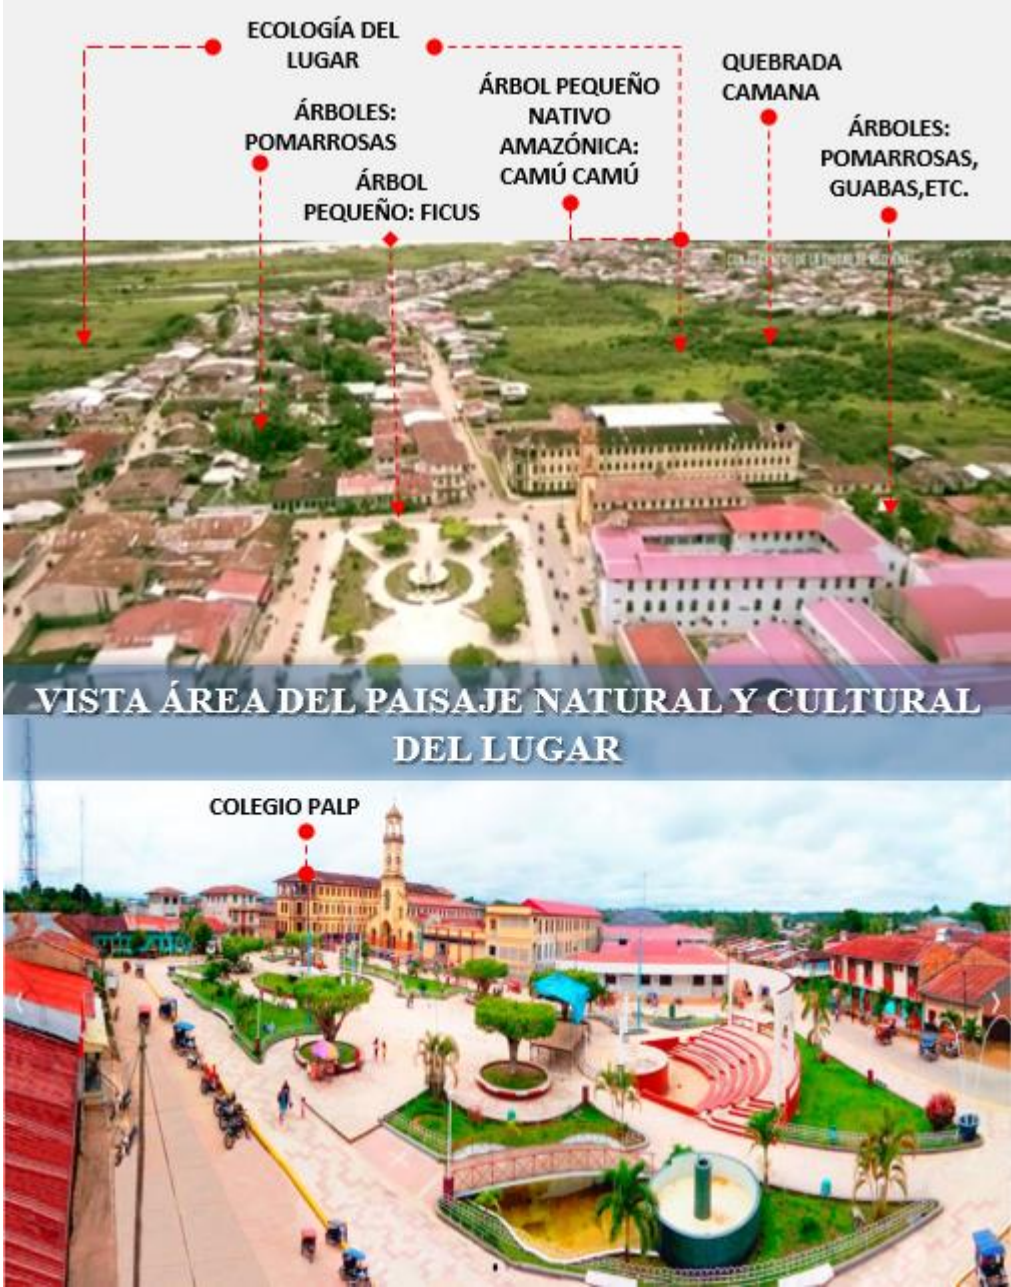 ECOLOGÍA DEL
LUGAR
ÁRBOLES:
POMARROSAS
ÁRBOL
PEQUEÑO: FICUS
ÁRBOL PEQUEÑO
NATIVO
AMAZÓNICA:
CAMÚ CAMÚ
QUEBRADA
CAMANA
ÁRBOLES:
POMARROSAS,
GUABAS,ETC.
VISTA ÁREA DEL PAISAJE NATURAL Y CULTURAL
DEL LUGAR
COLEGIO PALP